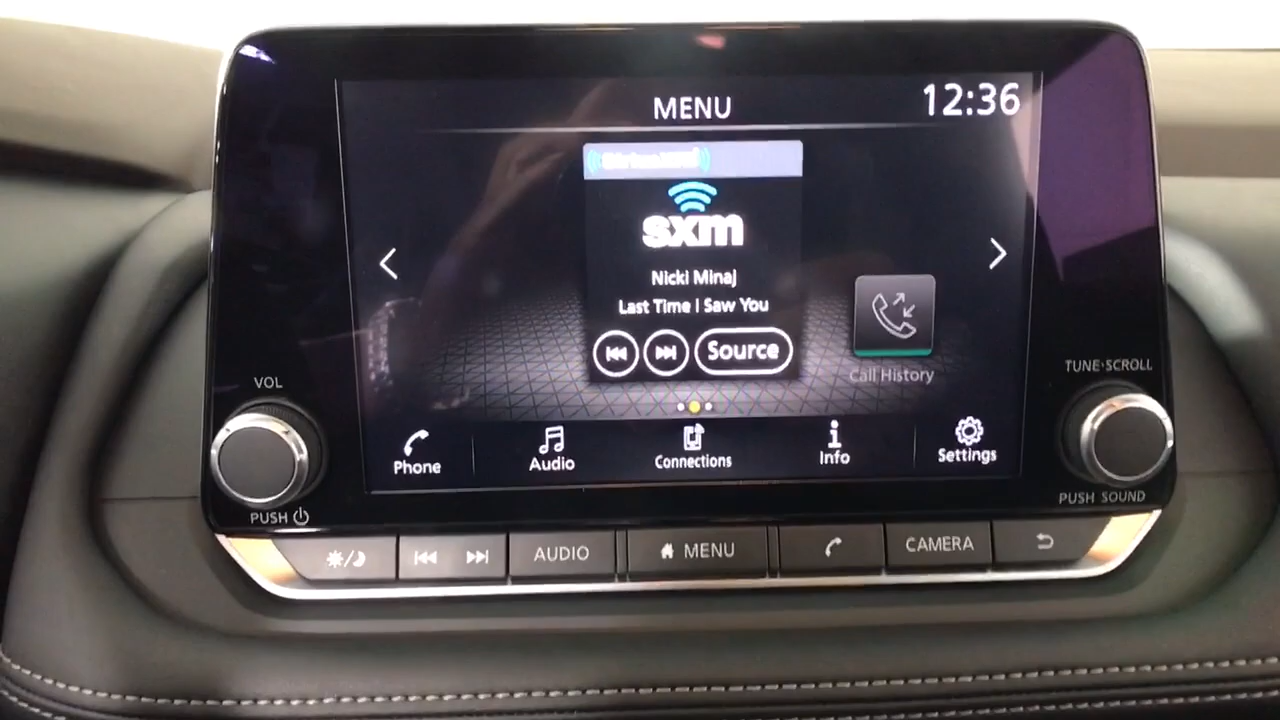 MENU
12:36
sxm
Nicki Minaj
Last Time I Saw You
Source
Call History
Phone
Audio
Connections
Info
Settings
VOL
PUSH
TUNE·SCROLL
PUSH SOUND
AUDIO
MENU
CAMERA